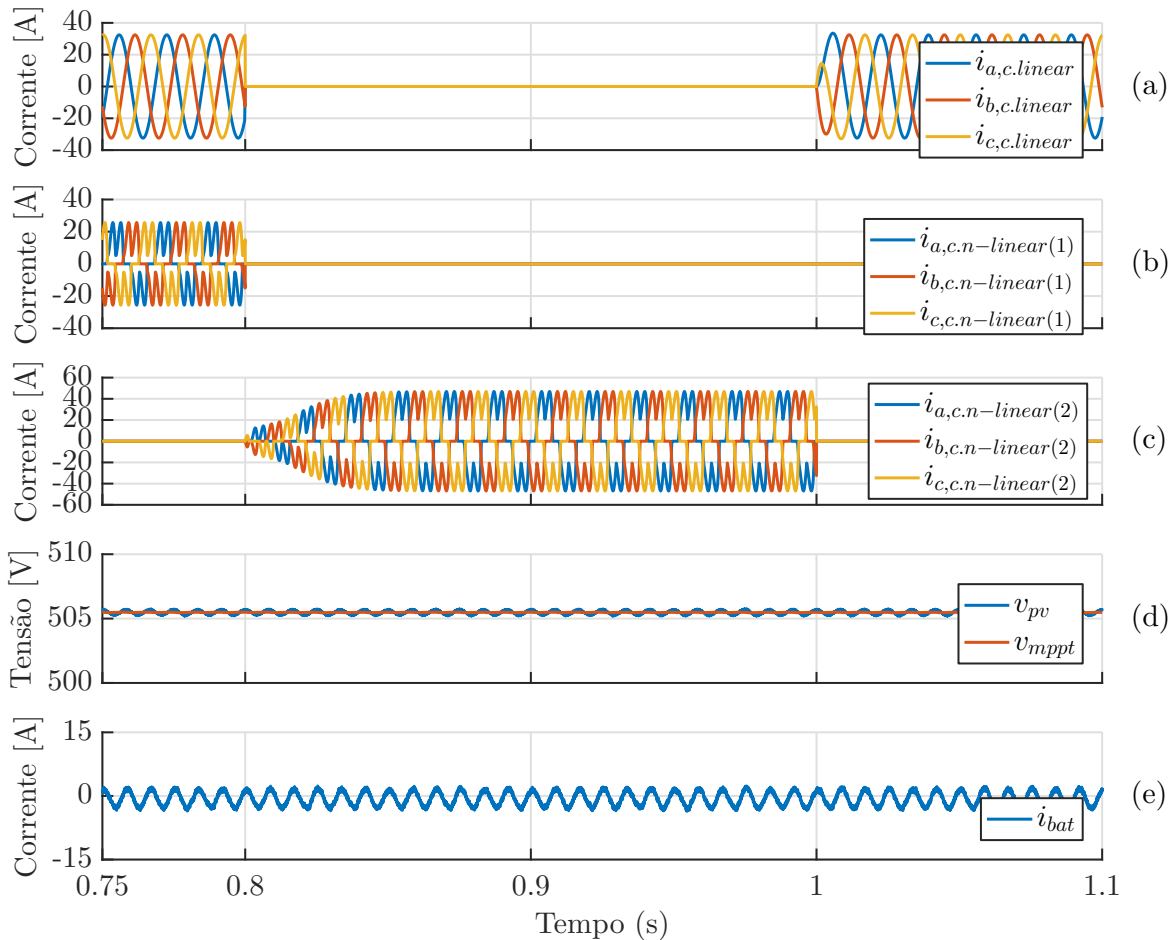 Corrente [A]
40
20
0
-20
-40
i_{a,c.linear}
i_{b,c.linear}
i_{c,c.linear}
(a)
Corrente [A]
40
20
0
-20
-40
i_{a,c.n−linear(1)}
i_{b,c.n−linear(1)}
i_{c,c.n−linear(1)}
(b)
Corrente [A]
60
40
20
0
-20
-40
-60
i_{a,c.n−linear(2)}
i_{b,c.n−linear(2)}
i_{c,c.n−linear(2)}
(c)
Tensão [V]
510
505
500
v_{pv}
v_{mppt}
(d)
Corrente [A]
15
0
-15
i_{bat}
(e)
0.75 0.8 0.9 1 1.1
Tempo (s)